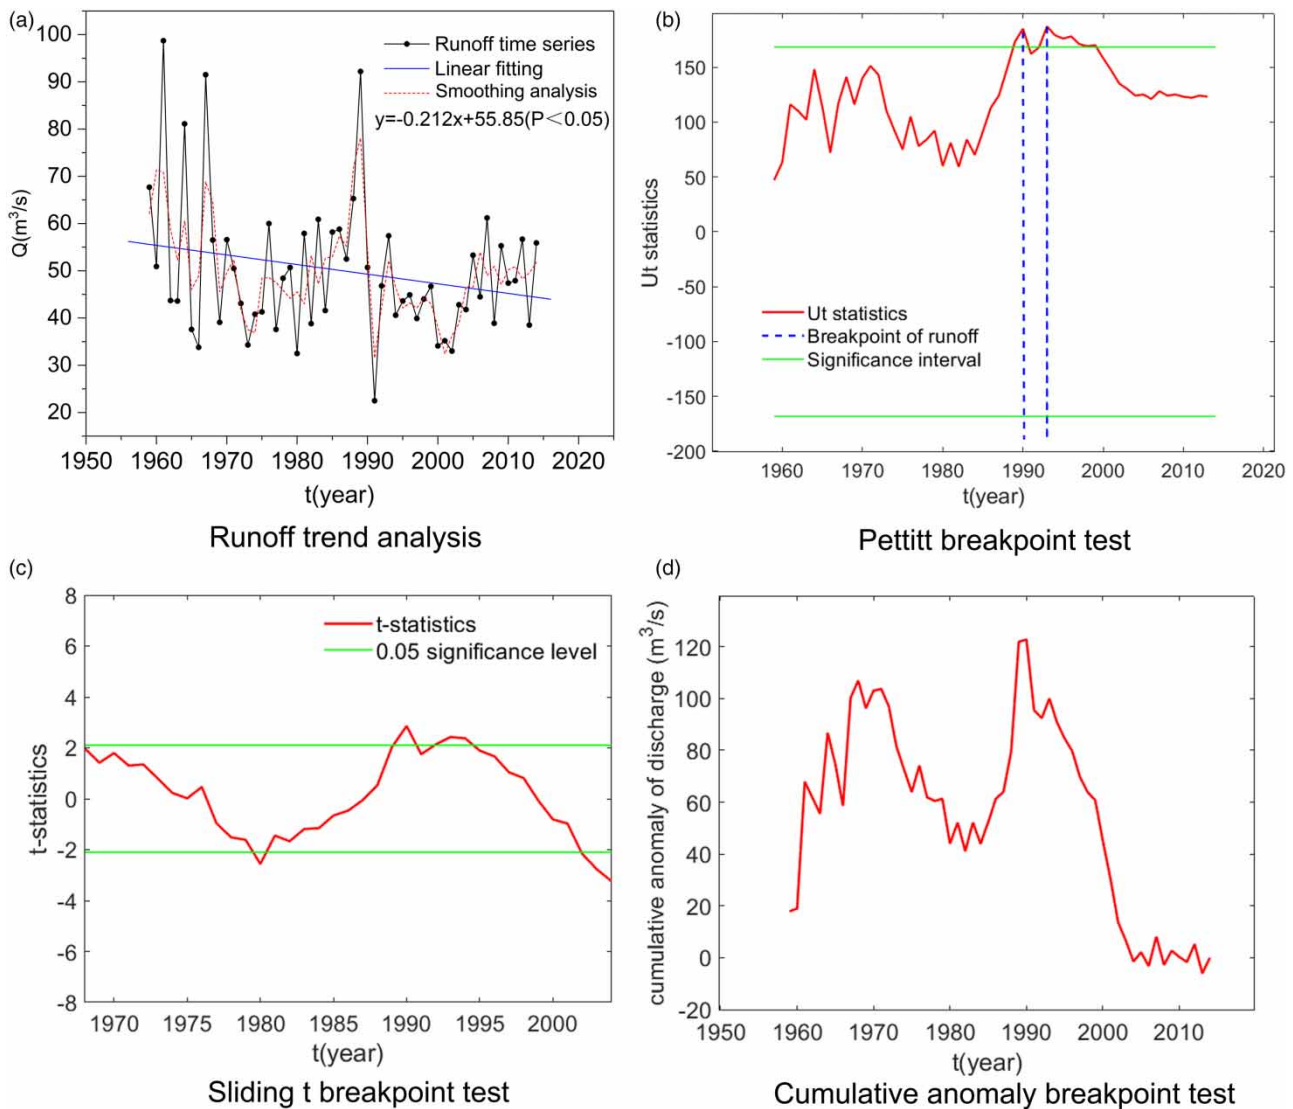 (a)
100
90
80
70
60
50
40
30
20
Q(m³/s)
Runoff time series
Linear fitting
Smoothing analysis
y=-0.212x+55.85(P＜0.05)
1950 1960 1970 1980 1990 2000 2010 2020
t(year)
Runoff trend analysis
(b)
150
100
50
0
-50
-100
-150
-200
Ut statistics
Ut statistics
Breakpoint of runoff
Significance interval
1960 1970 1980 1990 2000 2010 2020
t(year)
Pettitt breakpoint test
(c)
8
6
4
2
0
-2
-4
-6
-8
t-statistics
t-statistics
0.05 significance level
1970 1975 1980 1985 1990 1995 2000
t(year)
Sliding t breakpoint test
(d)
120
100
80
60
40
20
0
-20
cumulative anomaly of discharge (m³/s)
1950 1960 1970 1980 1990 2000 2010
t(year)
Cumulative anomaly breakpoint test